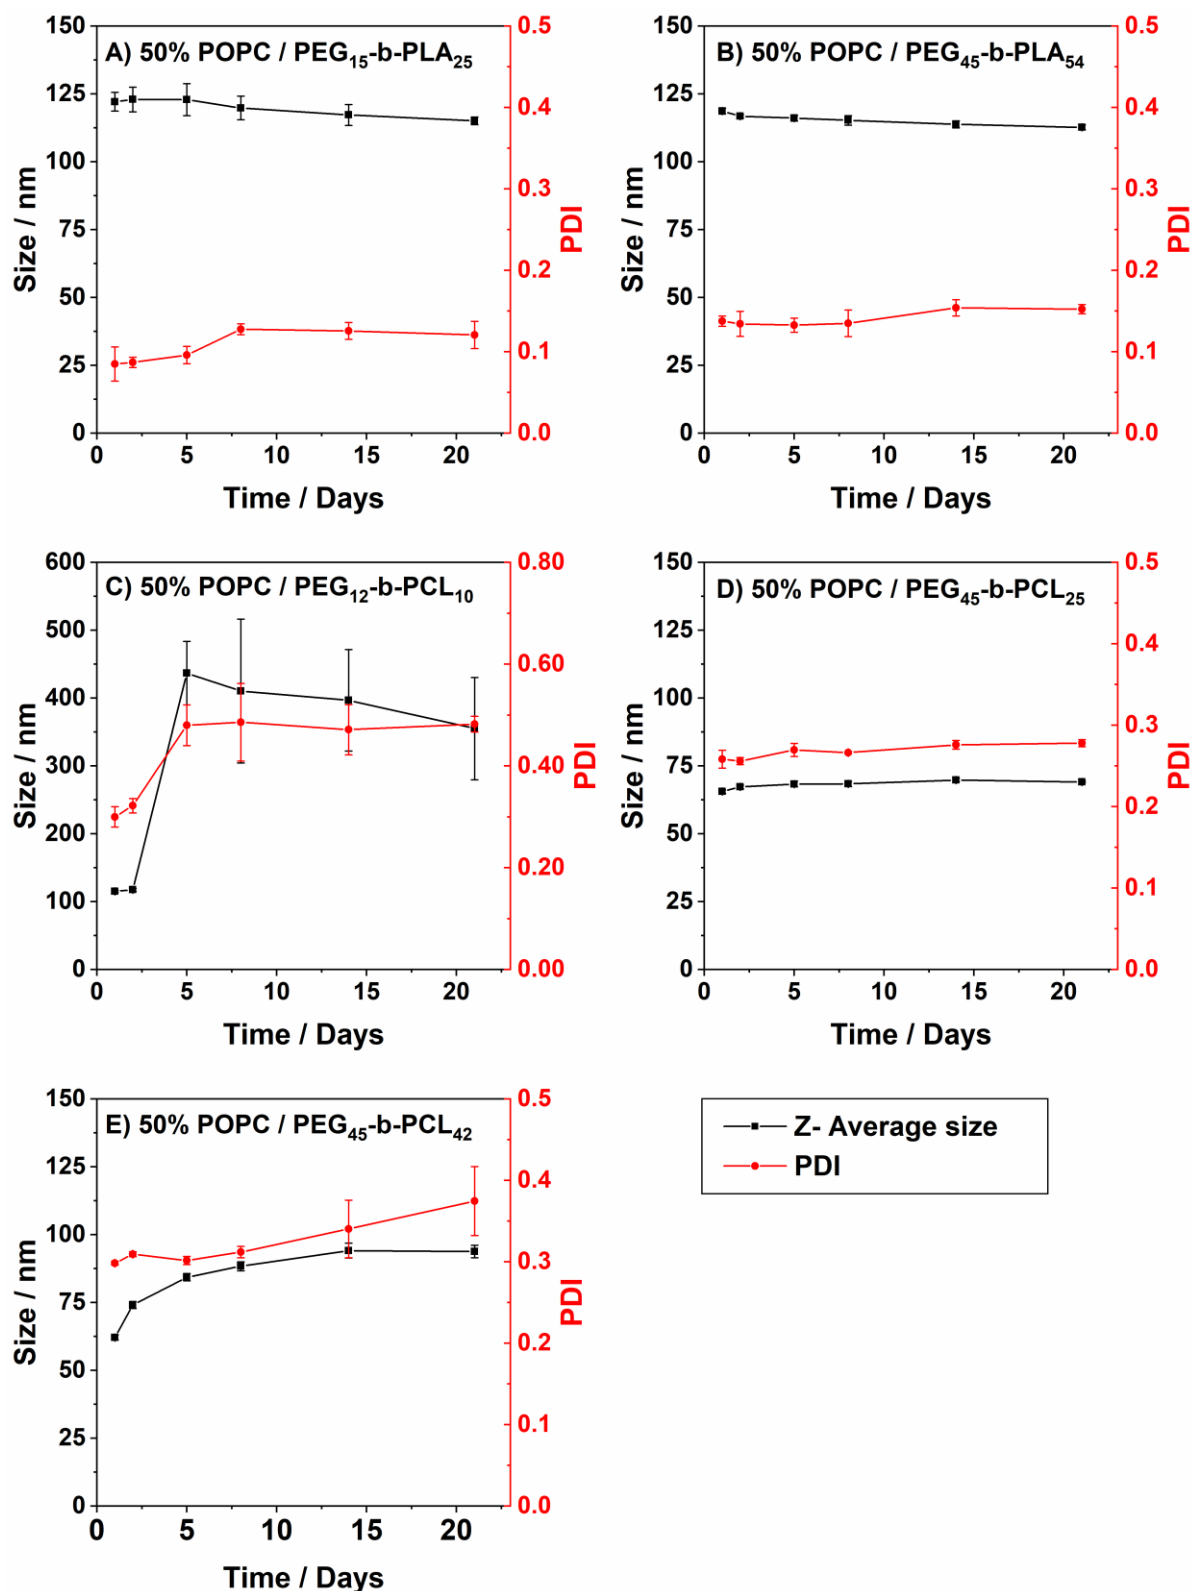 A) 50% POPC / PEG15-b-PLA25
150
125
100
75
50
25
0
Size / nm
0.5
0.4
0.3
0.2
0.1
0.0
PDI
0 5 10 15 20
Time / Days
B) 50% POPC / PEG45-b-PLA54
150
125
100
75
50
25
0
Size / nm
0.5
0.4
0.3
0.2
0.1
0.0
PDI
0 5 10 15 20
Time / Days
C) 50% POPC / PEG12-b-PCL10
600
500
400
300
200
100
0
Size / nm
0.80
0.60
0.40
0.20
0.00
PDI
0 5 10 15 20
Time / Days
D) 50% POPC / PEG45-b-PCL25
150
125
100
75
50
25
0
Size / nm
0.5
0.4
0.3
0.2
0.1
0.0
PDI
0 5 10 15 20
Time / Days
E) 50% POPC / PEG45-b-PCL42
150
125
100
75
50
25
0
Size / nm
0.5
0.4
0.3
0.2
0.1
0.0
PDI
0 5 10 15 20
Time / Days
Z- Average size
PDI